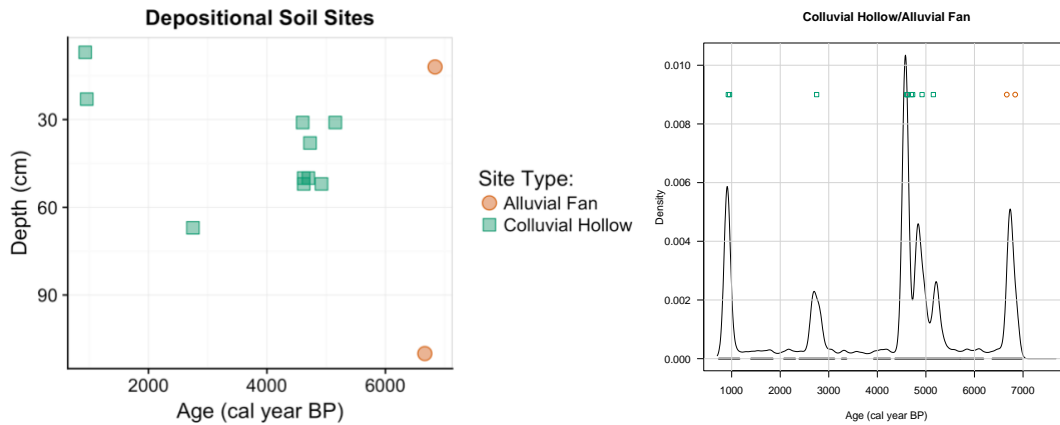 Depositional Soil Sites
30
60
90
Depth (cm)
2000 4000 6000
Age (cal year BP)
Site Type:
Alluvial Fan
Colluvial Hollow
Colluvial Hollow/Alluvial Fan
0.010
0.008
0.006
0.004
0.002
0.000
Density
1000 2000 3000 4000 5000 6000 7000
Age (cal year BP)